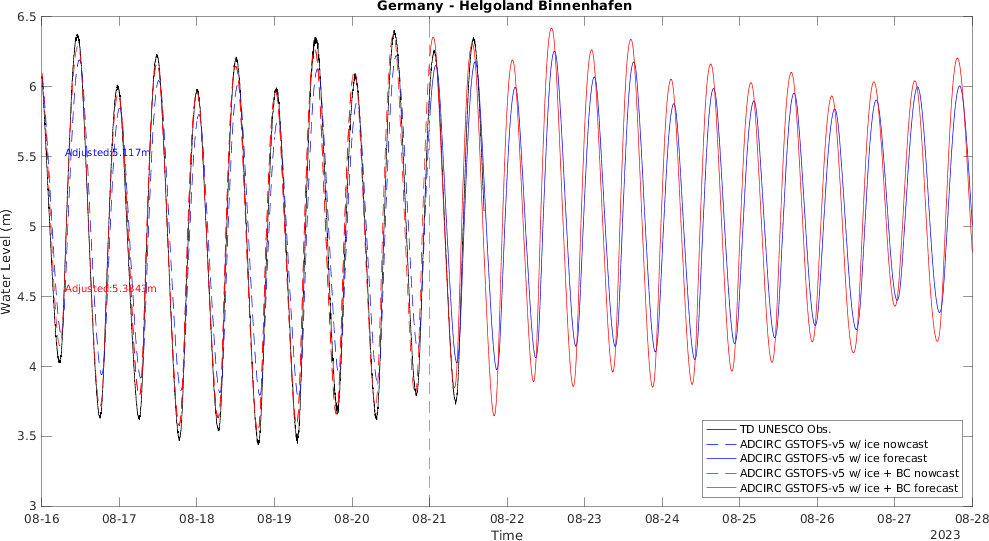 Germany - Helgoland Binnenhafen
6.5
6
5.5
5
4.5
4
3.5
3
Water Level (m)
Adjusted:5.117m
TD UNESCO Obs.
ADCIRC GSTOFS-v5 w/ ice nowcast
ADCIRC GSTOFS-v5 w/ ice forecast
ADCIRC GSTOFS-v5 w/ ice + BC nowcast
ADCIRC GSTOFS-v5 w/ ice + BC forecast
08-16 08-17 08-18 08-19 08-20 08-21 08-22 08-23 08-24 08-25 08-26 08-27 08-28
Time
2023